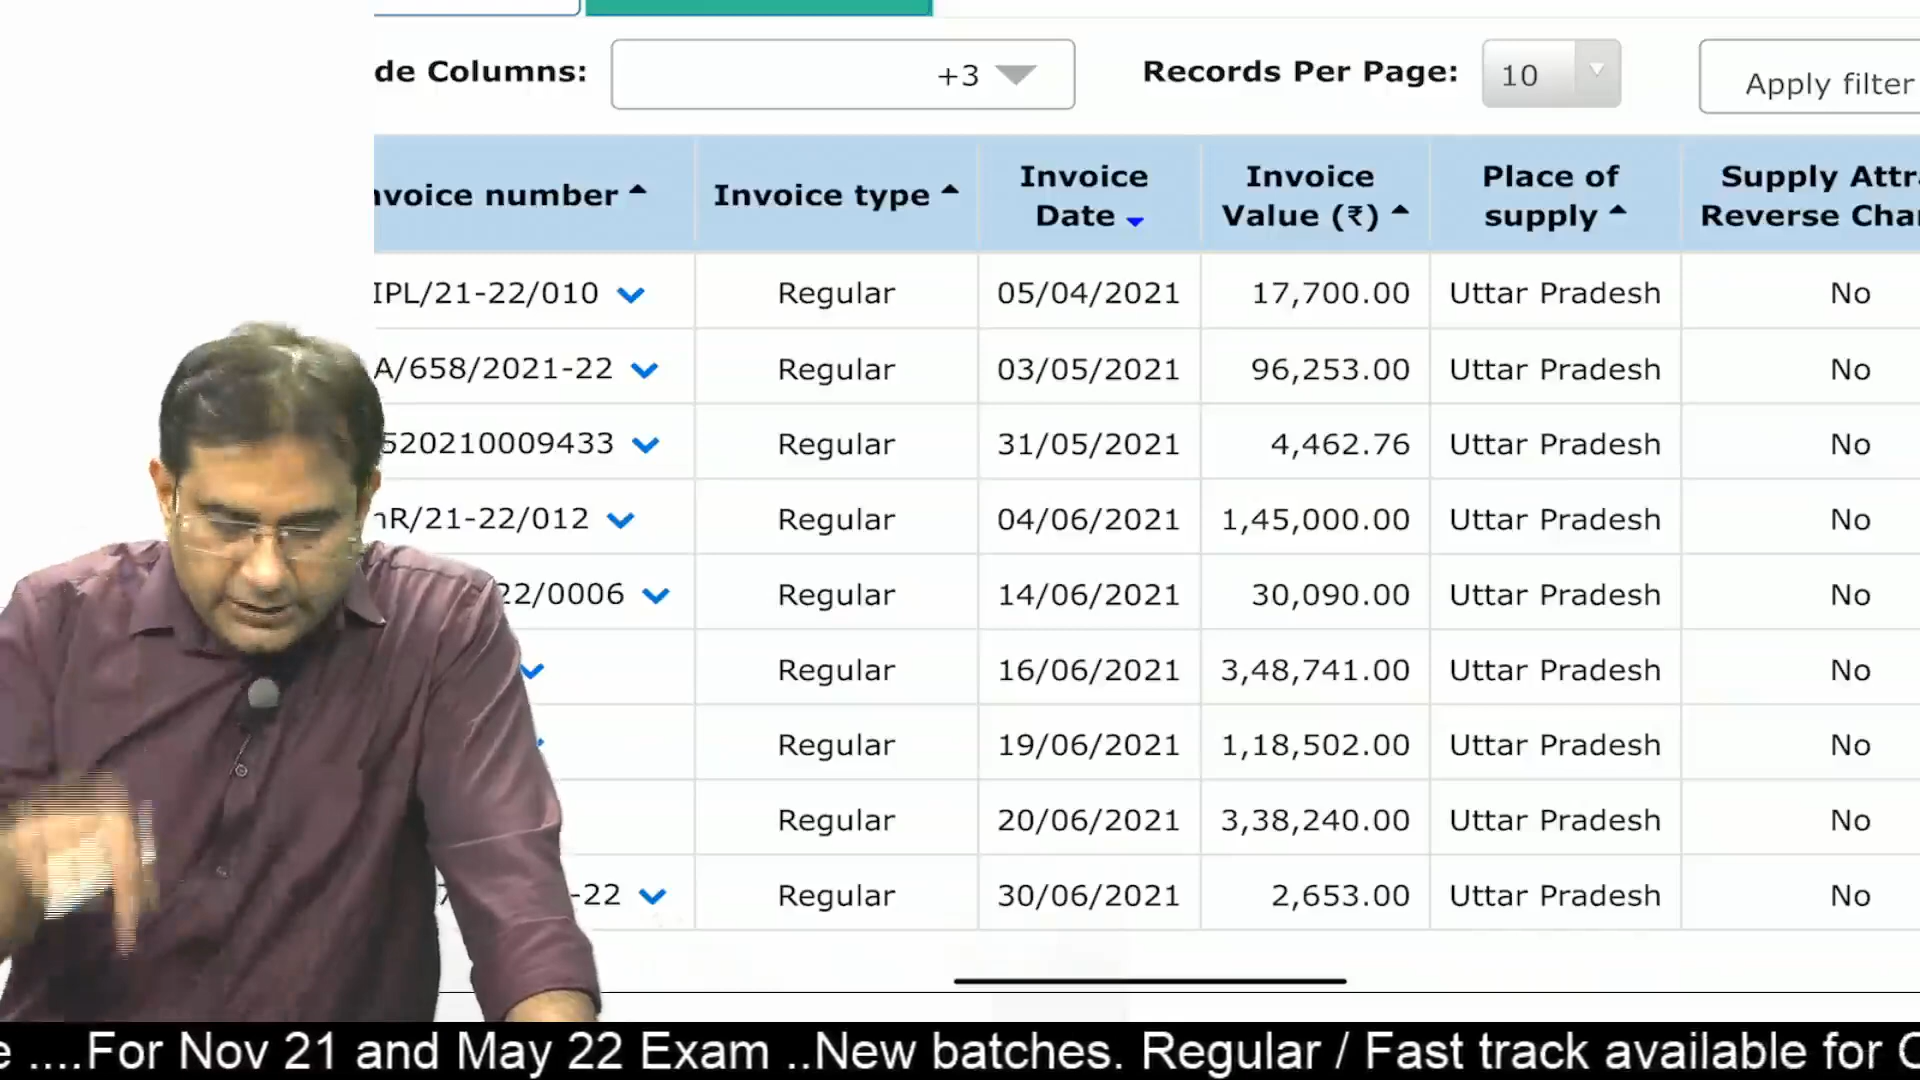 de Columns: +3 Records Per Page: 10 Apply filter
nvoice number Invoice type Invoice Date Invoice Value (₹) Place of supply Supply Attra Reverse Char
IPL/21-22/010 Regular 05/04/2021 17,700.00 Uttar Pradesh No
A/658/2021-22 Regular 03/05/2021 96,253.00 Uttar Pradesh No
520210009433 Regular 31/05/2021 4,462.76 Uttar Pradesh No
nR/21-22/012 Regular 04/06/2021 1,45,000.00 Uttar Pradesh No
22/0006 Regular 14/06/2021 30,090.00 Uttar Pradesh No
Regular 16/06/2021 3,48,741.00 Uttar Pradesh No
Regular 19/06/2021 1,18,502.00 Uttar Pradesh No
Regular 20/06/2021 3,38,240.00 Uttar Pradesh No
-22 Regular 30/06/2021 2,653.00 Uttar Pradesh No
e ....For Nov 21 and May 22 Exam ..New batches. Regular / Fast track available for C